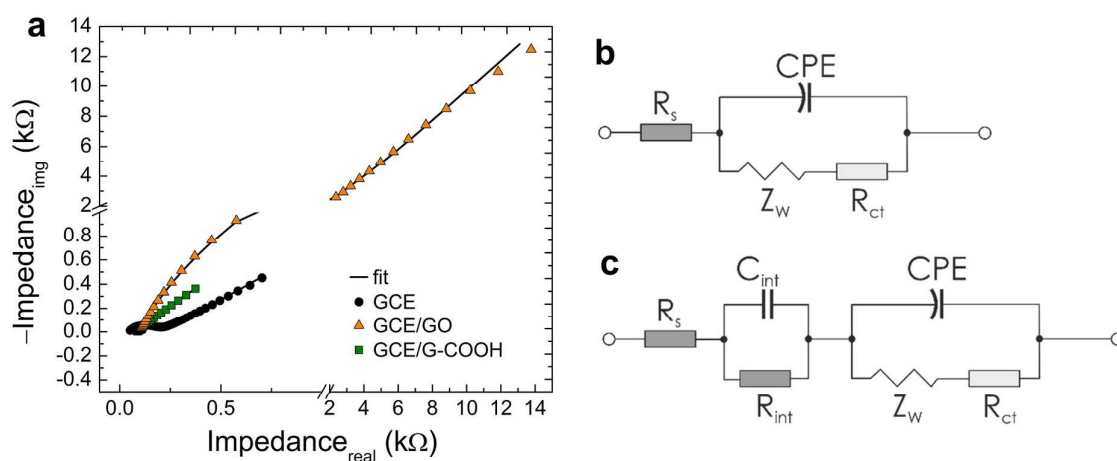 a
14
12
10
8
6
4
2
0.8
0.6
0.4
0.2
0.0
-0.2
-0.4
–Impedance_img (kΩ)
fit
GCE
GCE/GO
GCE/G-COOH
0.0 0.5 2 4 6 8 10 12 14
Impedance_real (kΩ)
b
CPE
R_s
Z_W R_ct
c
C_int CPE
R_s
R_int Z_W R_ct